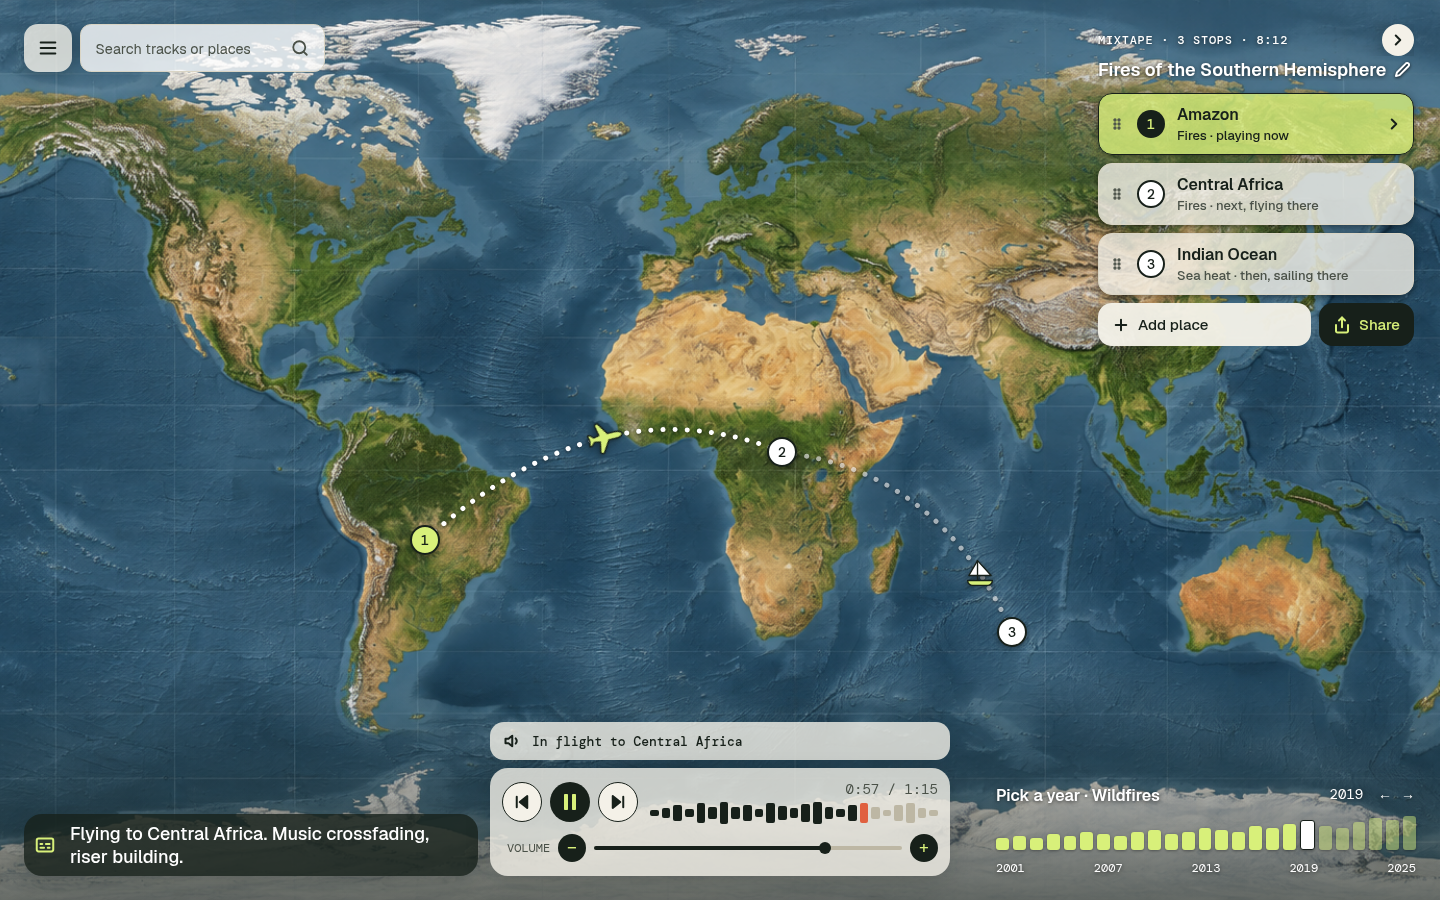 Search tracks or places
MIXTAPE · 3 STOPS · 8:12
Fires of the Southern Hemisphere
1
Amazon
Fires · playing now
2
Central Africa
Fires · next, flying there
3
Indian Ocean
Sea heat · then, sailing there
Add place
Share
2
1
3
In flight to Central Africa
0:57 / 1:15
VOLUME
Flying to Central Africa. Music crossfading,
riser building.
Pick a year · Wildfires
2019 ← →
2001 2007 2013 2019 2025